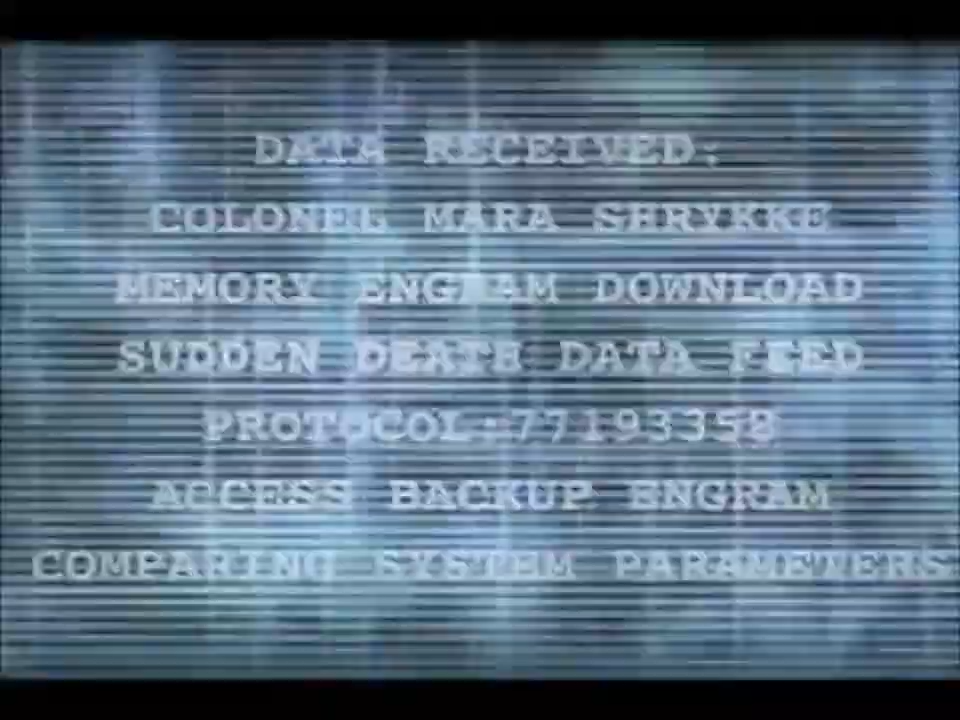 DATA RECEIVED:
COLONEL MARA SHRYKKE
MEMORY ENGRAM DOWNLOAD
SUDDEN DEATH DATA FEED
PROTOCOL:77193358
ACCESS BACKUP ENGRAM
COMPARING SYSTEM PARAMETERS